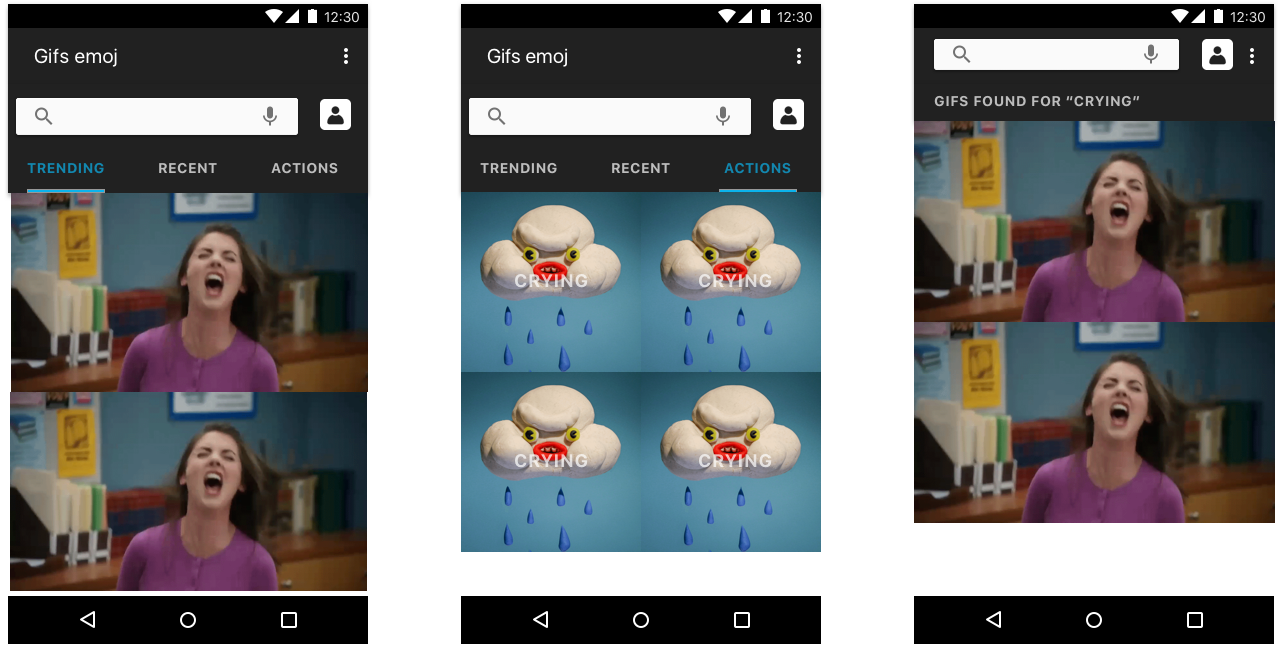 12:30
Gifs emoj
TRENDING RECENT ACTIONS
12:30
Gifs emoj
TRENDING RECENT ACTIONS
CRYING CRYING
CRYING CRYING
12:30
GIFS FOUND FOR “CRYING”